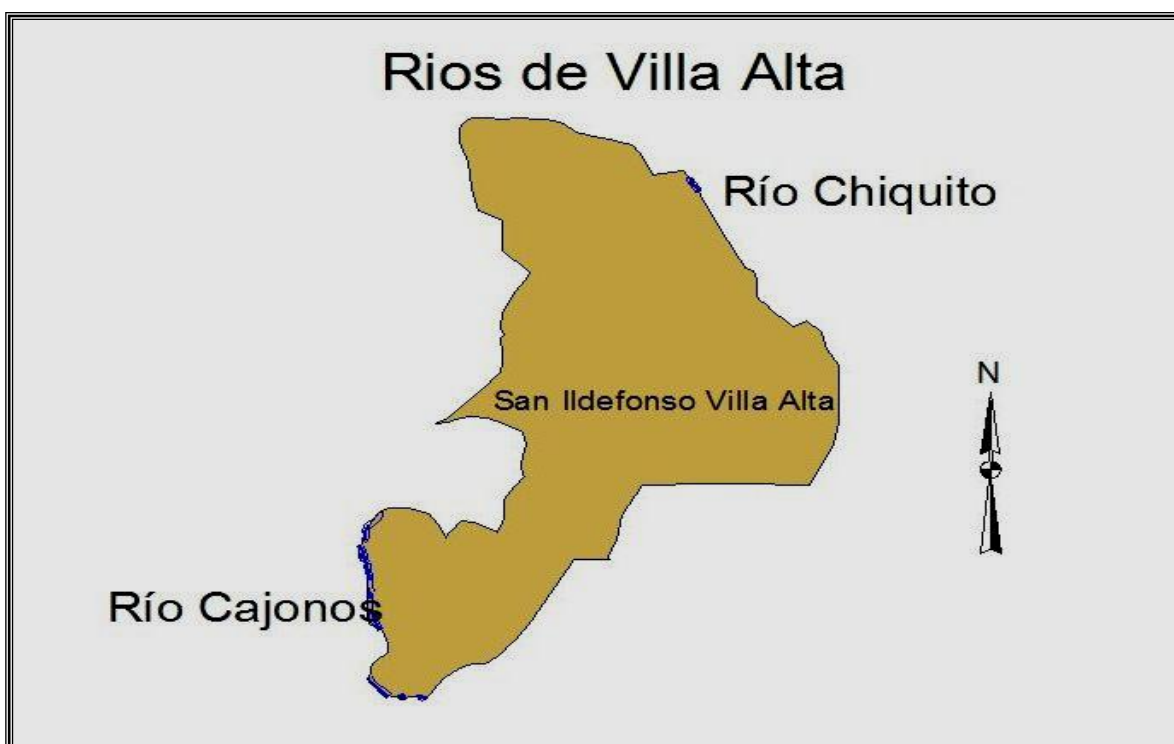 Rios de Villa Alta
Río Chiquito
N
San Ildefonso Villa Alta
Río Cajonos